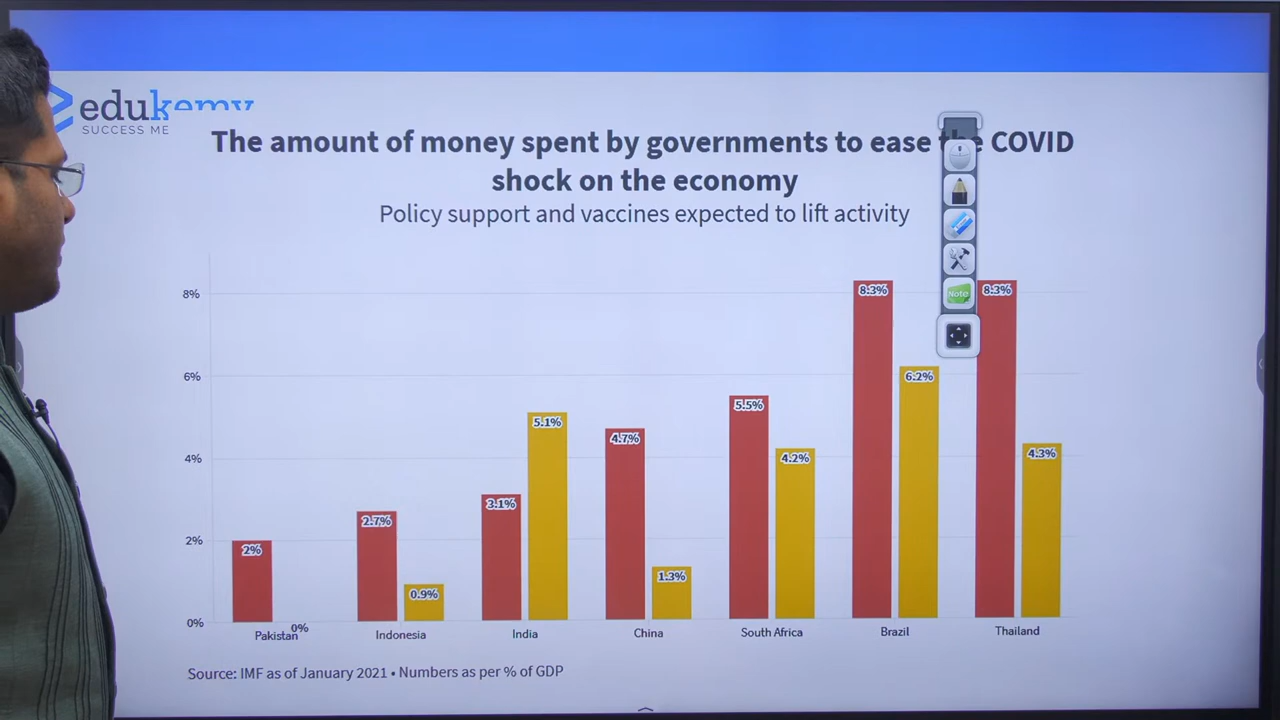 edukemy
SUCCESS ME
The amount of money spent by governments to ease the COVID
shock on the economy
Policy support and vaccines expected to lift activity
8%
6%
4%
2%
0%
2%
0%
2.7%
0.9%
3.1%
5.1%
4.7%
1.3%
5.5%
4.2%
8.3%
6.2%
8.3%
4.3%
Note
Pakistan
Indonesia
India
China
South Africa
Brazil
Thailand
Source: IMF as of January 2021 • Numbers as per % of GDP